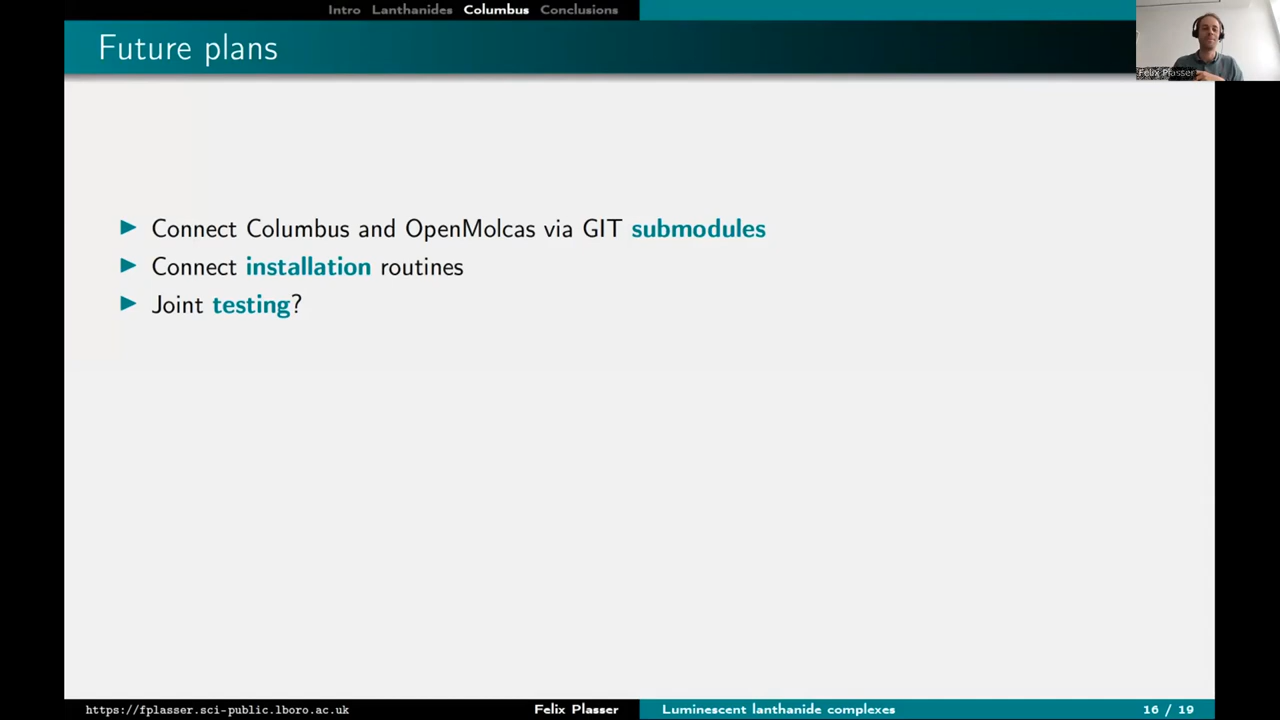 Intro Lanthanides Columbus Conclusions
Future plans
Felix Plasser
Connect Columbus and OpenMolcas via GIT submodules
Connect installation routines
Joint testing?
https://fplasser.sci-public.lboro.ac.uk Felix Plasser Luminescent lanthanide complexes 16 / 19